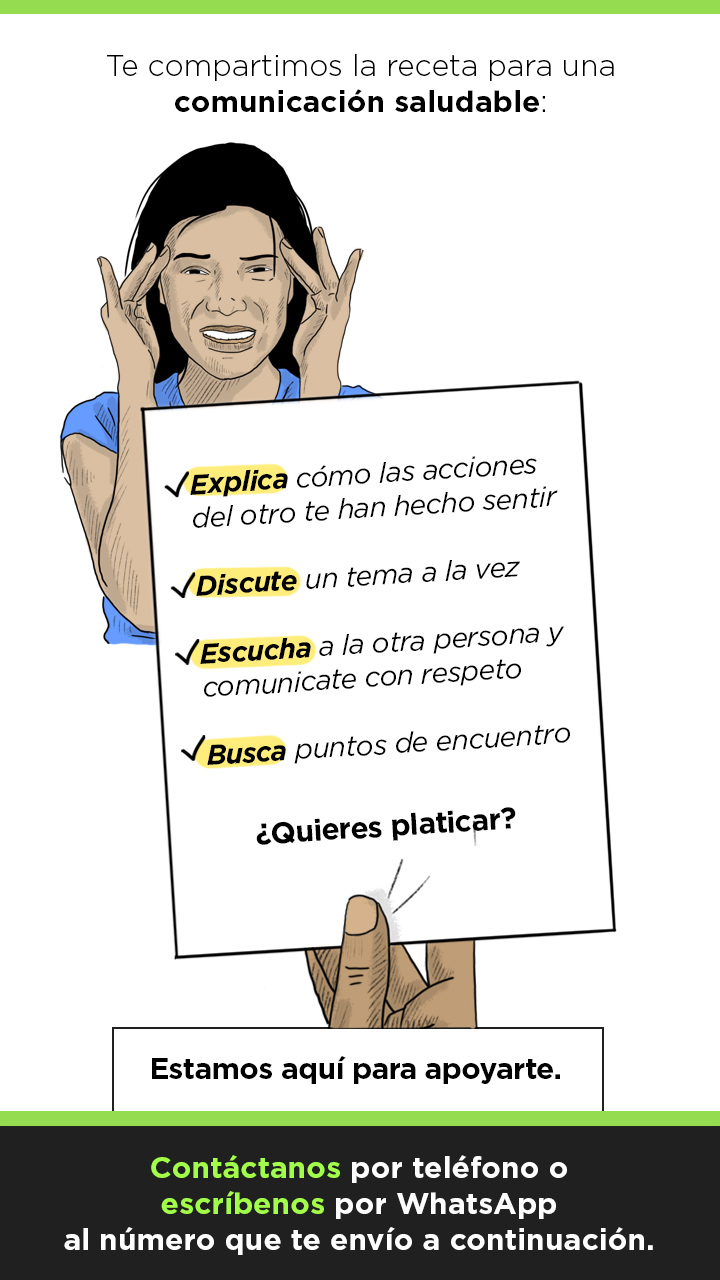 Te compartimos la receta para una
comunicación saludable:
Explica cómo las acciones
del otro te han hecho sentir
Discute un tema a la vez
Escucha a la otra persona y
comunicate con respeto
Busca puntos de encuentro
¿Quieres platicar?
Estamos aquí para apoyarte.
Contáctanos por teléfono o
escríbenos por WhatsApp
al número que te envío a continuación.